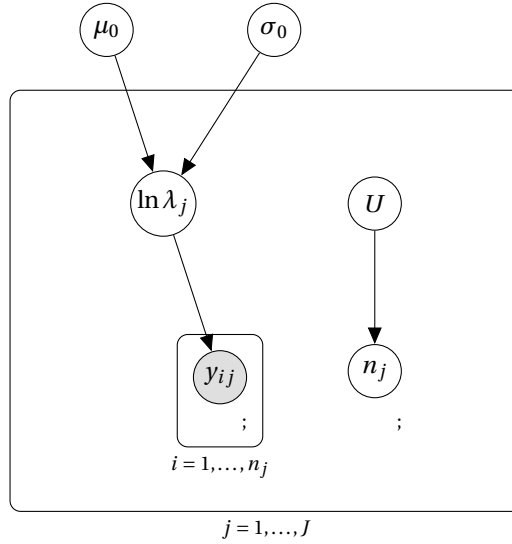 μ₀ σ₀
ln λⱼ U
yᵢⱼ nⱼ
; ;
i = 1,…,nⱼ
j = 1,…,J